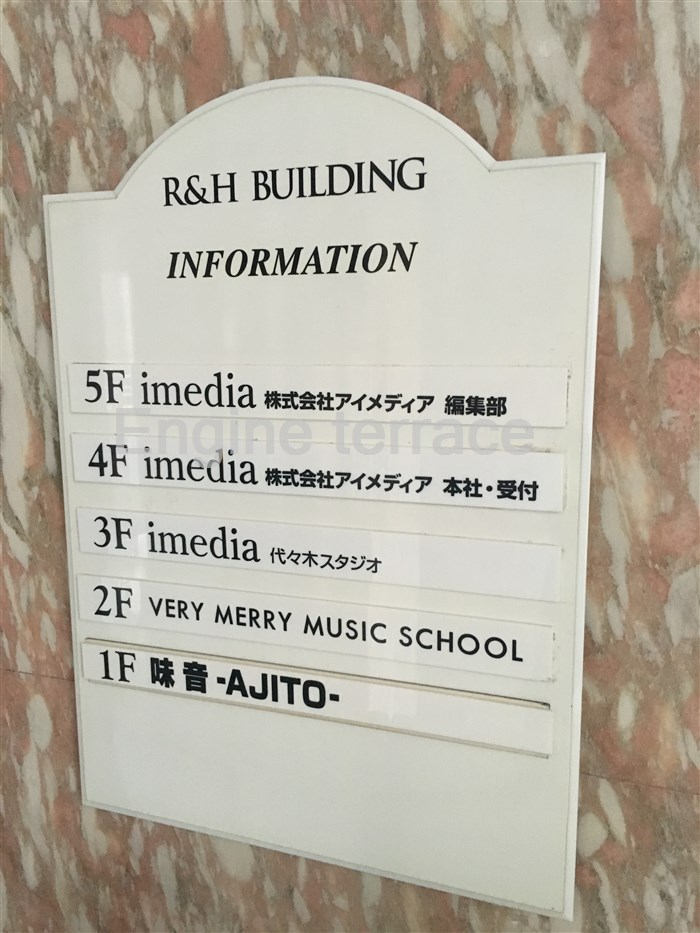 R&H BUILDING
INFORMATION
5F imedia 株式会社アイメディア 編集部
Engine terrace
4F imedia 株式会社アイメディア 本社・受付
3F imedia 代々木スタジオ
2F VERY MERRY MUSIC SCHOOL
1F 味音-AJITO-